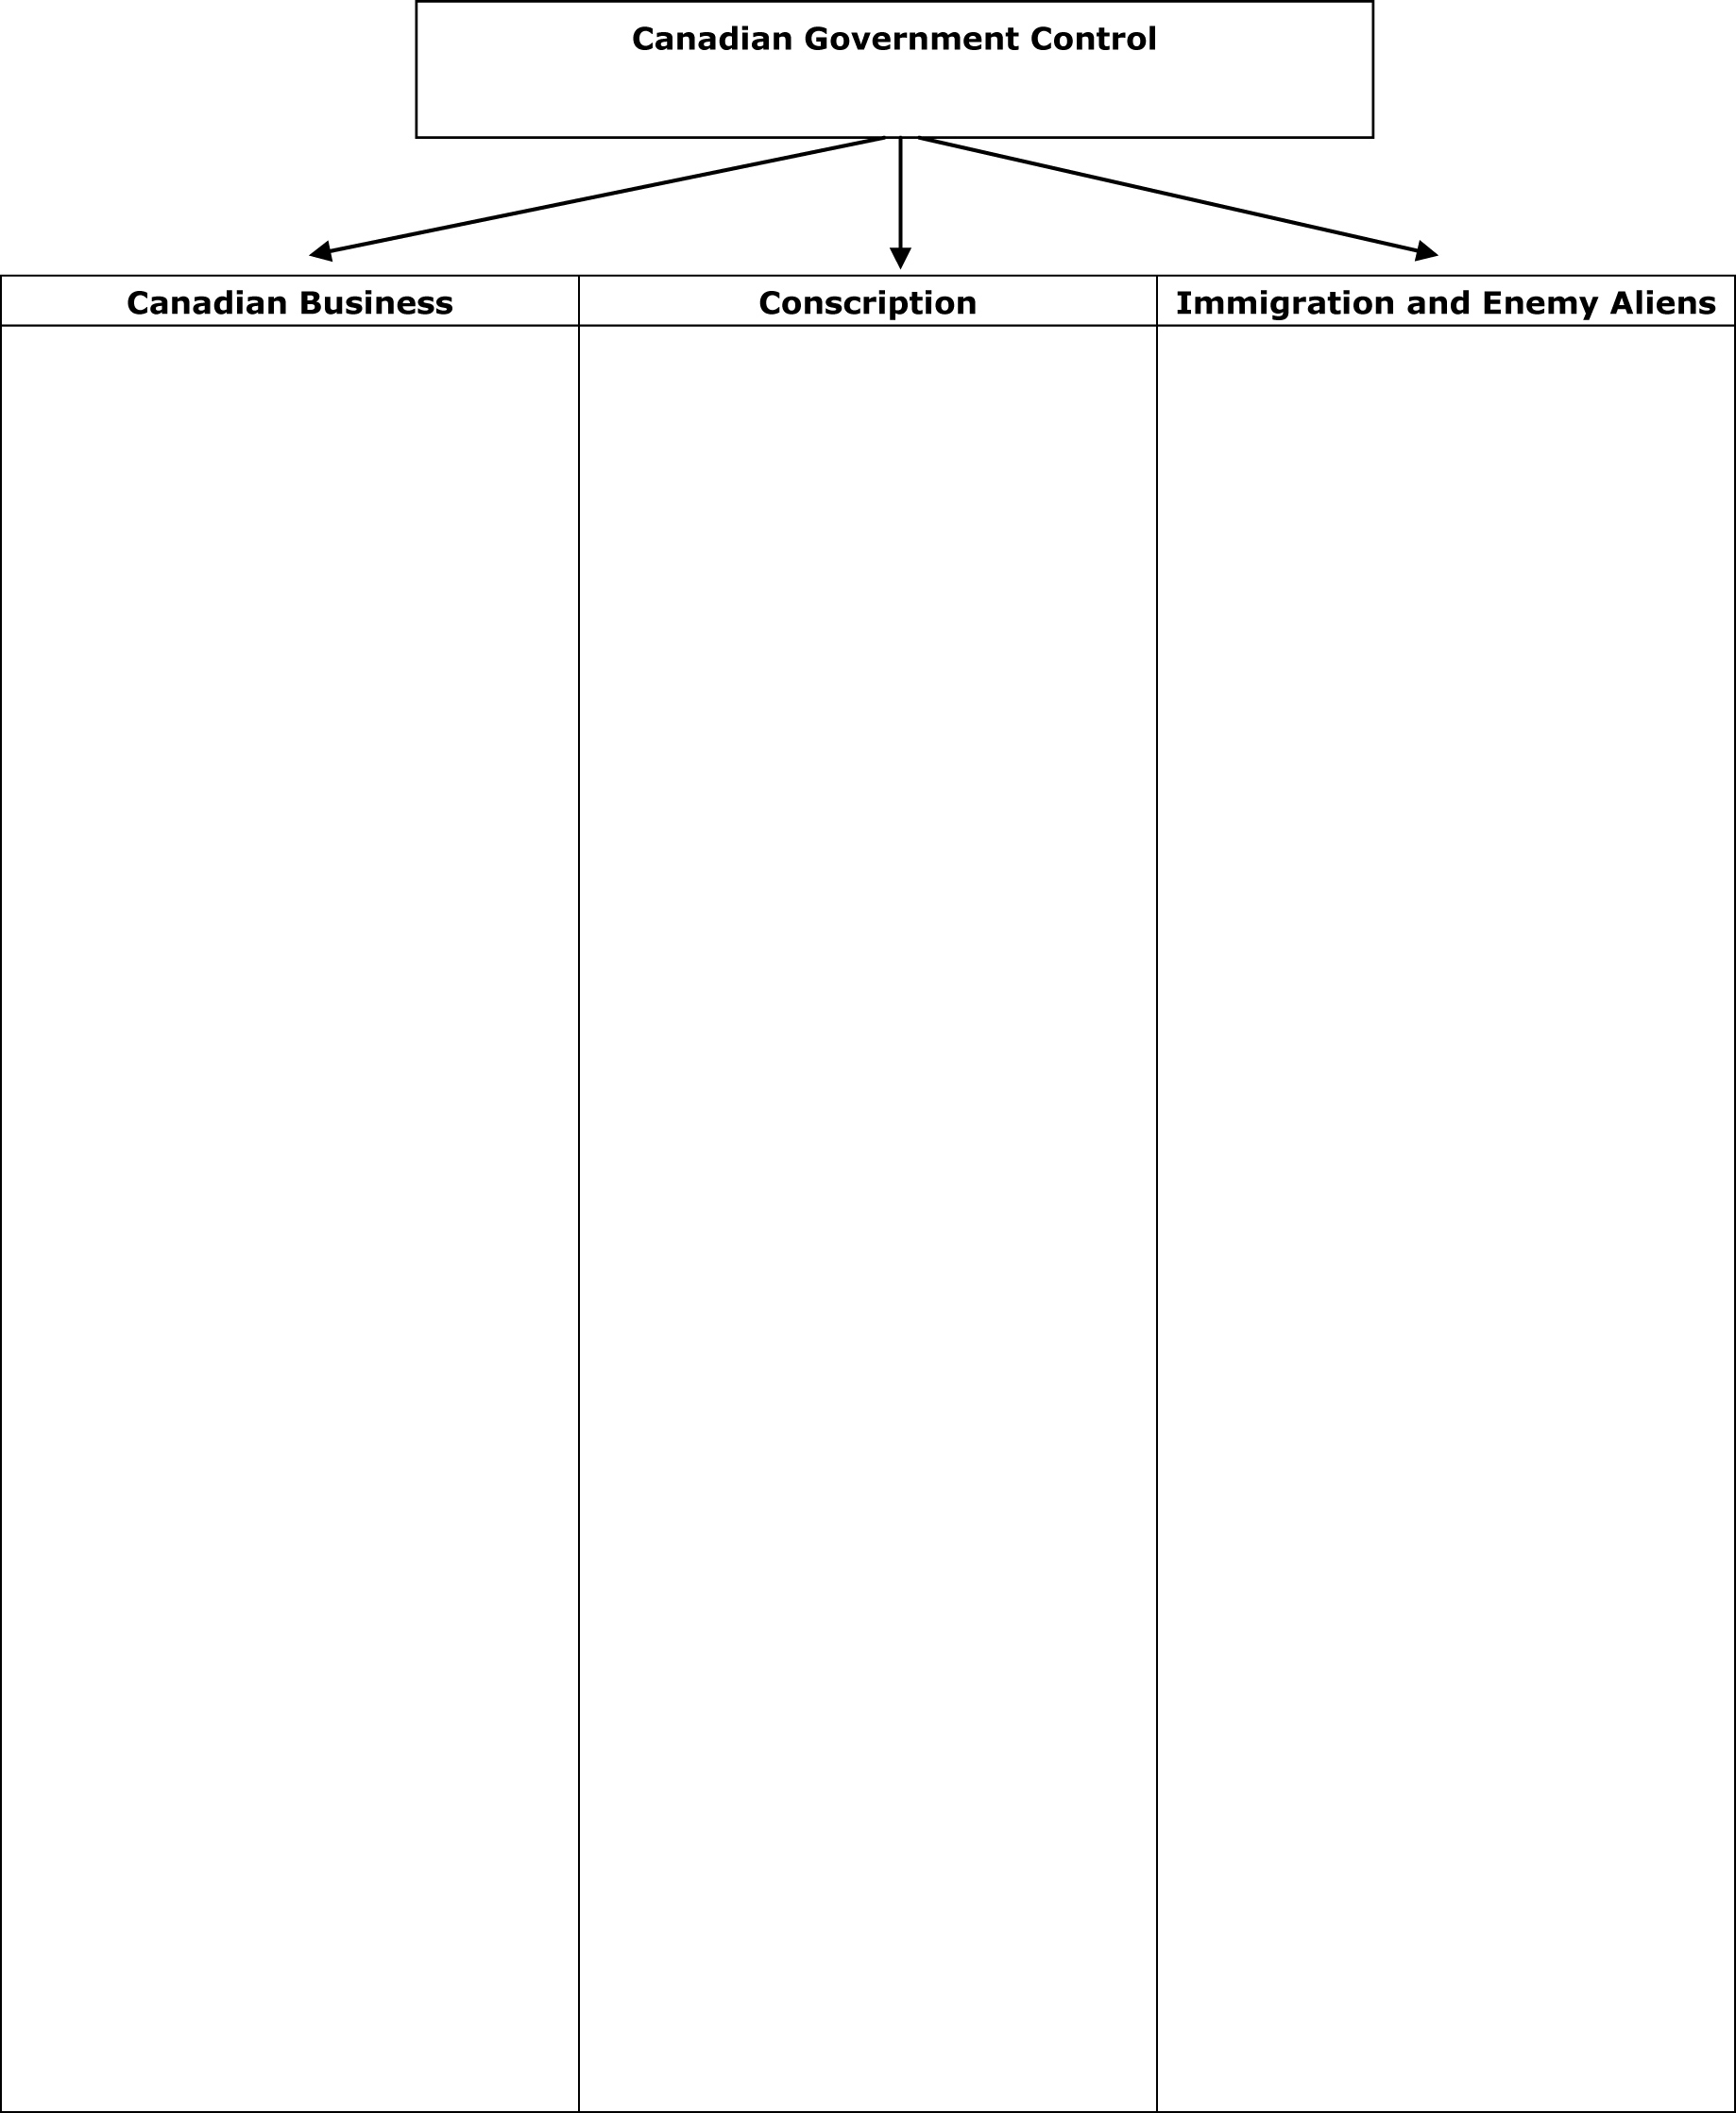 Canadian Government Control
Canadian Business
Conscription
Immigration and Enemy Aliens